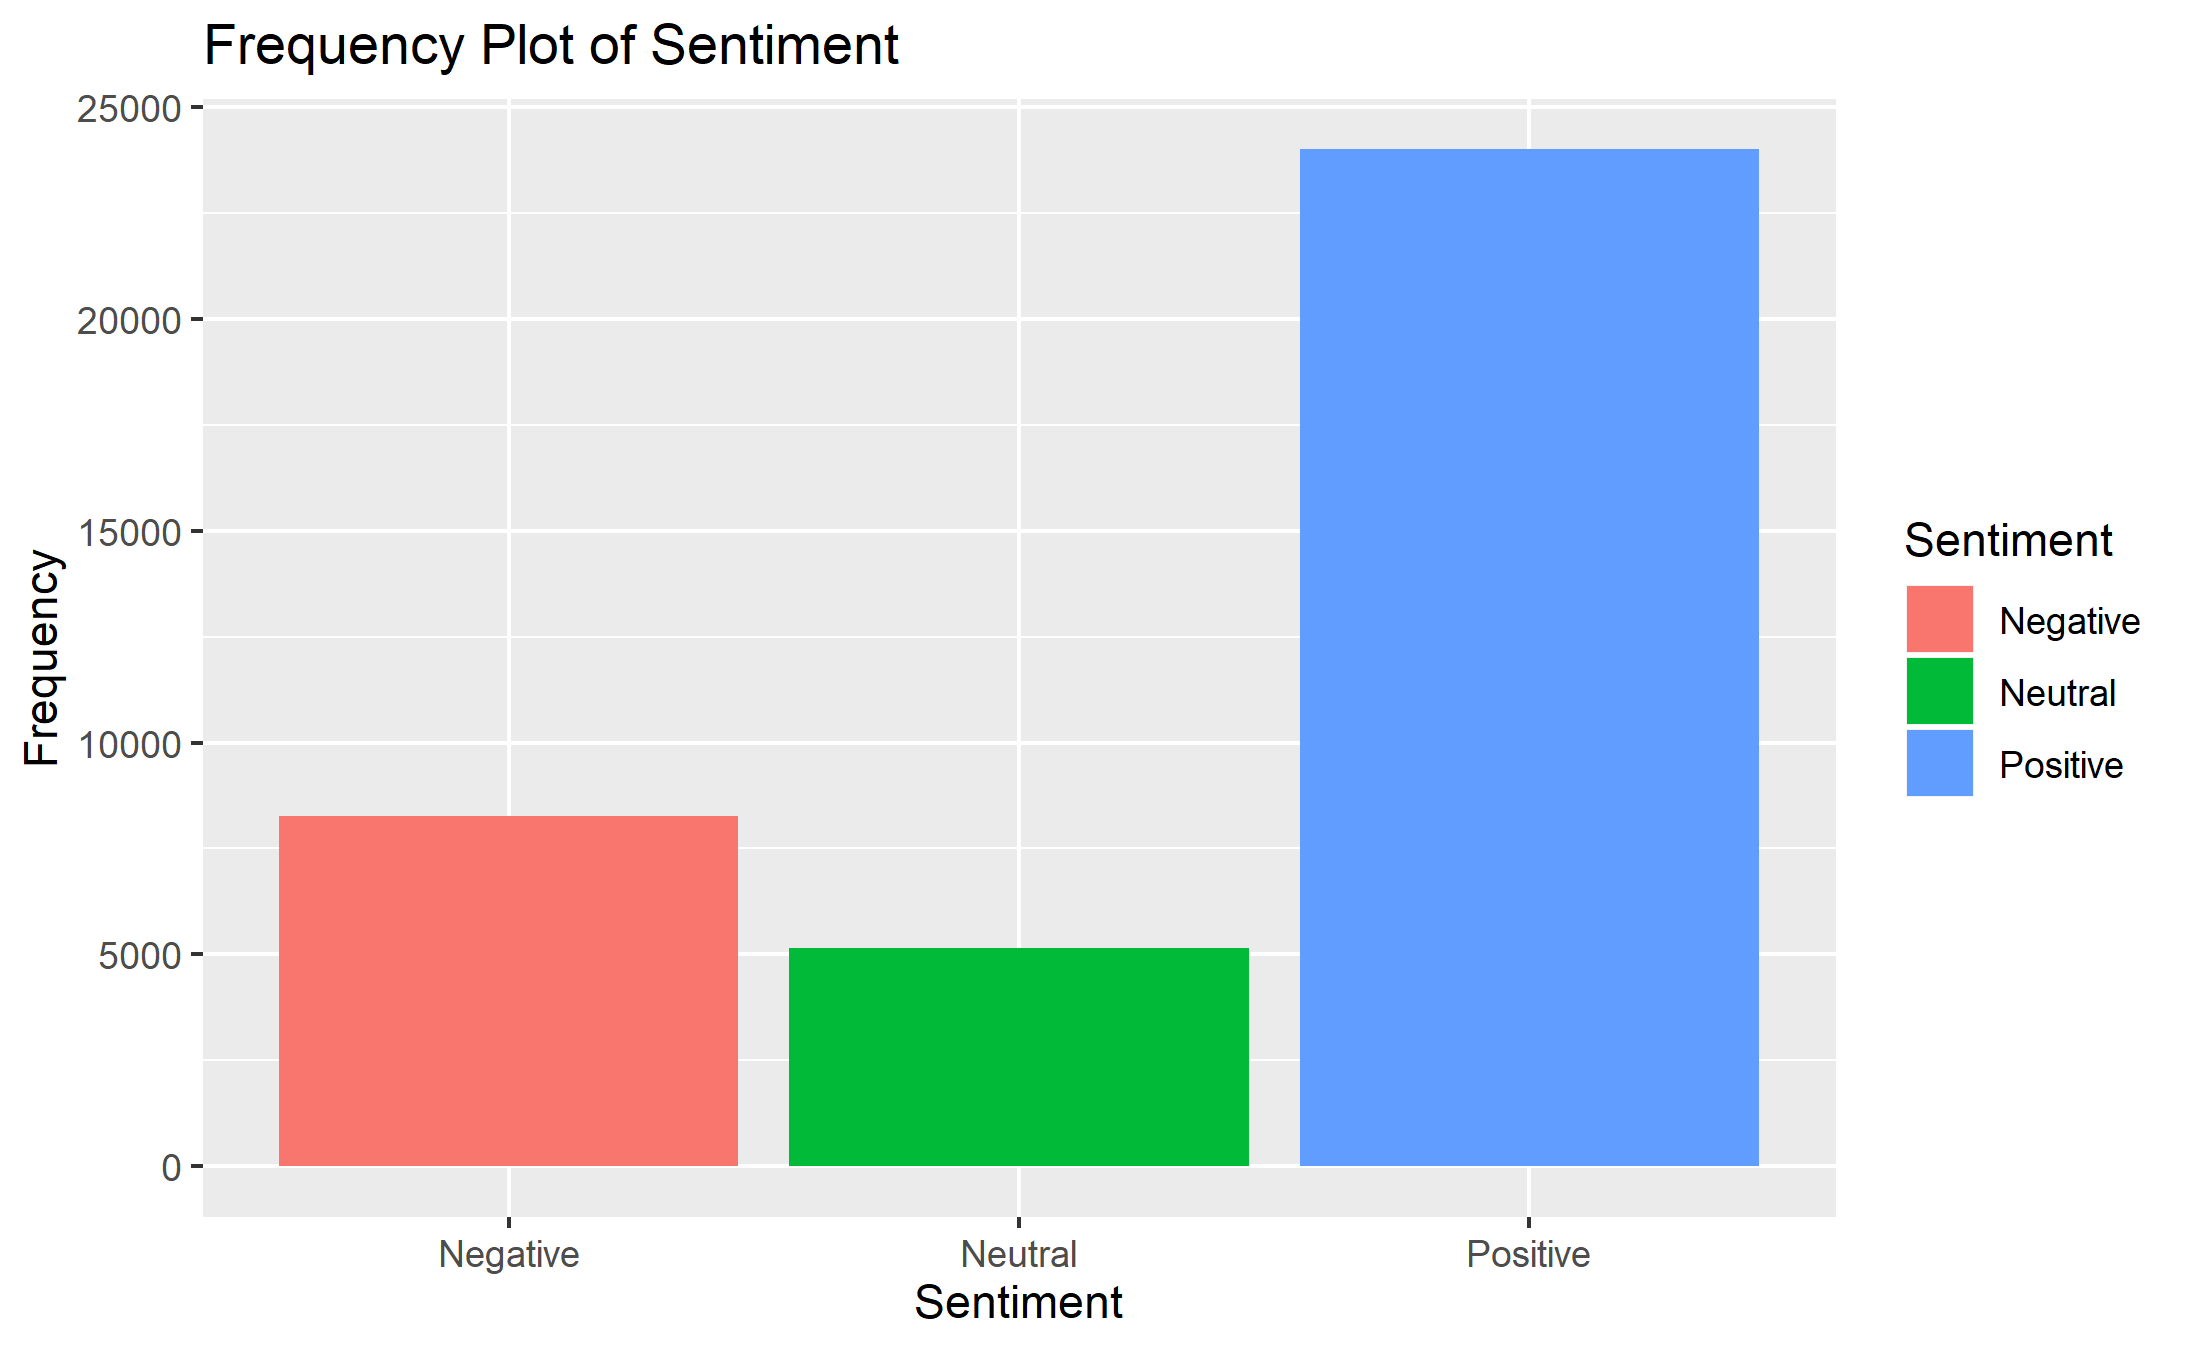 Frequency Plot of Sentiment
25000
20000
15000
10000
5000
0
Frequency
Negative
Neutral
Positive
Sentiment
Sentiment
Negative
Neutral
Positive